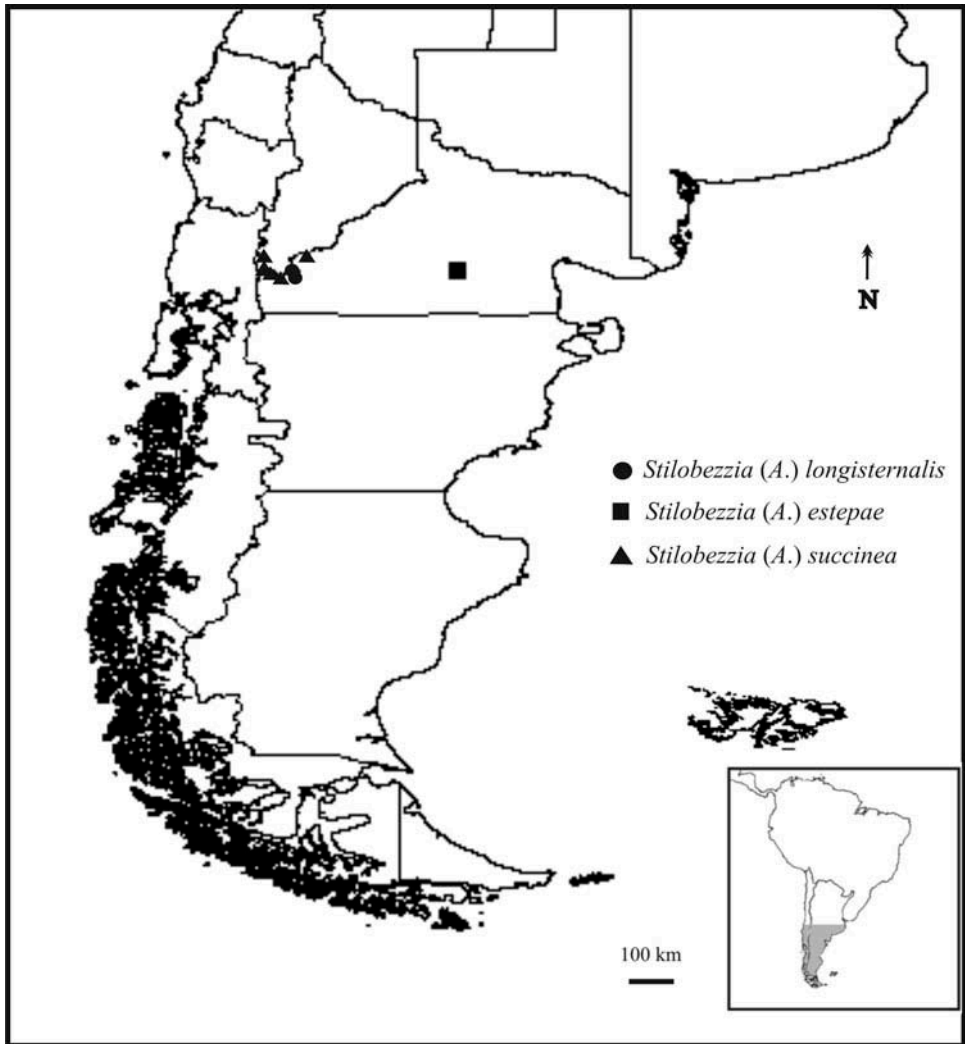 N
Stilobezzia (A.) longisternalis
Stilobezzia (A.) estepae
Stilobezzia (A.) succinea
100 km